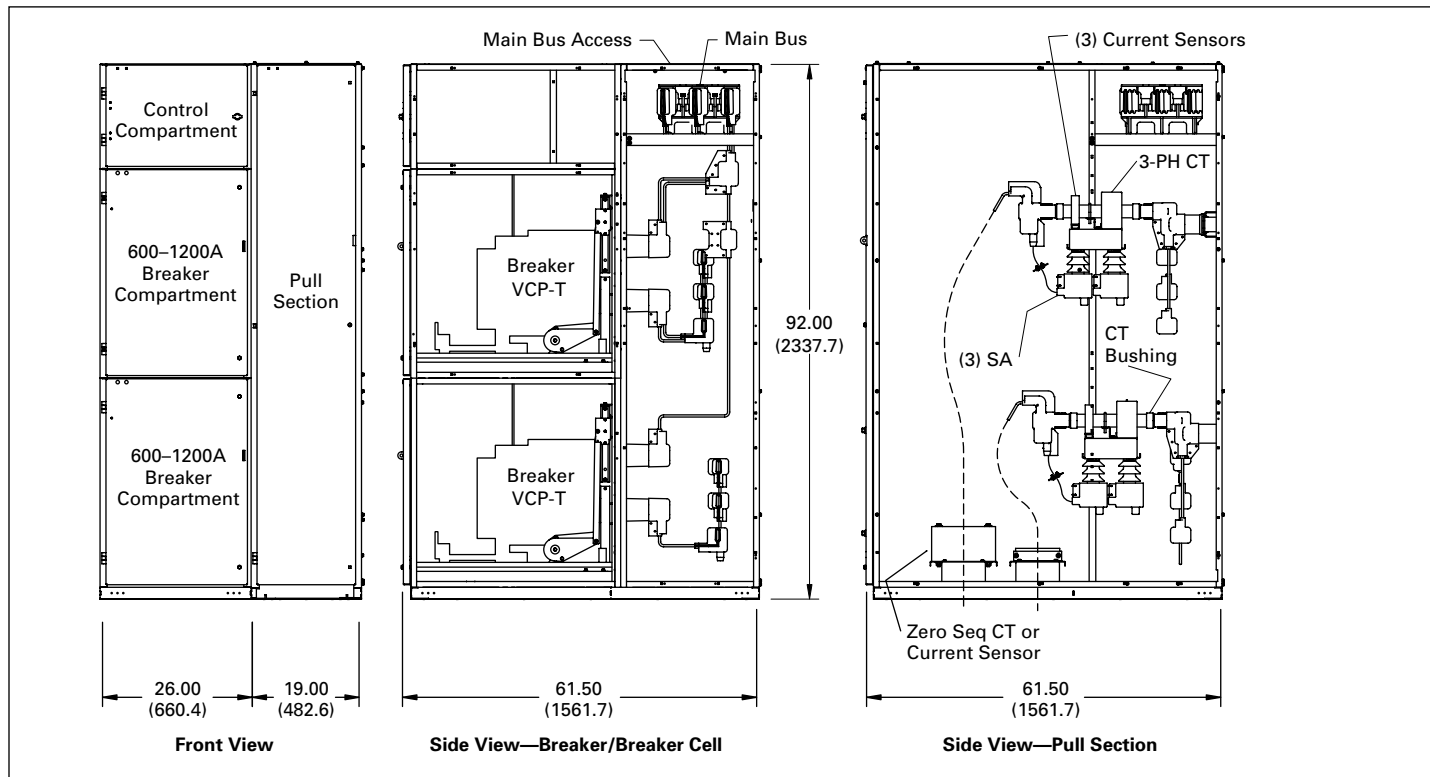 Main Bus Access
Main Bus
(3) Current Sensors
Control
Compartment
600–1200A
Breaker
Compartment
Pull
Section
600–1200A
Breaker
Compartment
Breaker
VCP-T
Breaker
VCP-T
92.00
(2337.7)
3-PH CT
(3) SA
CT
Bushing
Zero Seq CT or
Current Sensor
26.00
(660.4)
19.00
(482.6)
61.50
(1561.7)
61.50
(1561.7)
Front View
Side View—Breaker/Breaker Cell
Side View—Pull Section